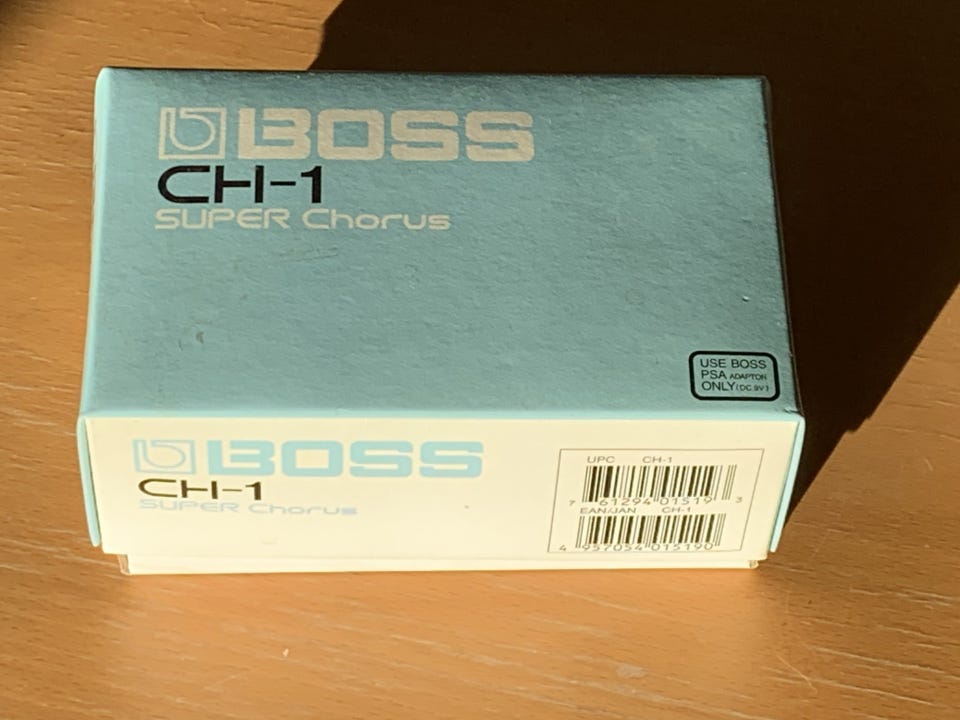 BOSS
CH-1
SUPER Chorus
USE BOSS
PSA ADAPTOR
ONLY (DC 9V)
BOSS
CH-1
SUPER Chorus
UPC CH-1
7 61294 01519 3
EAN/JAN CH-1
4 957054 015190